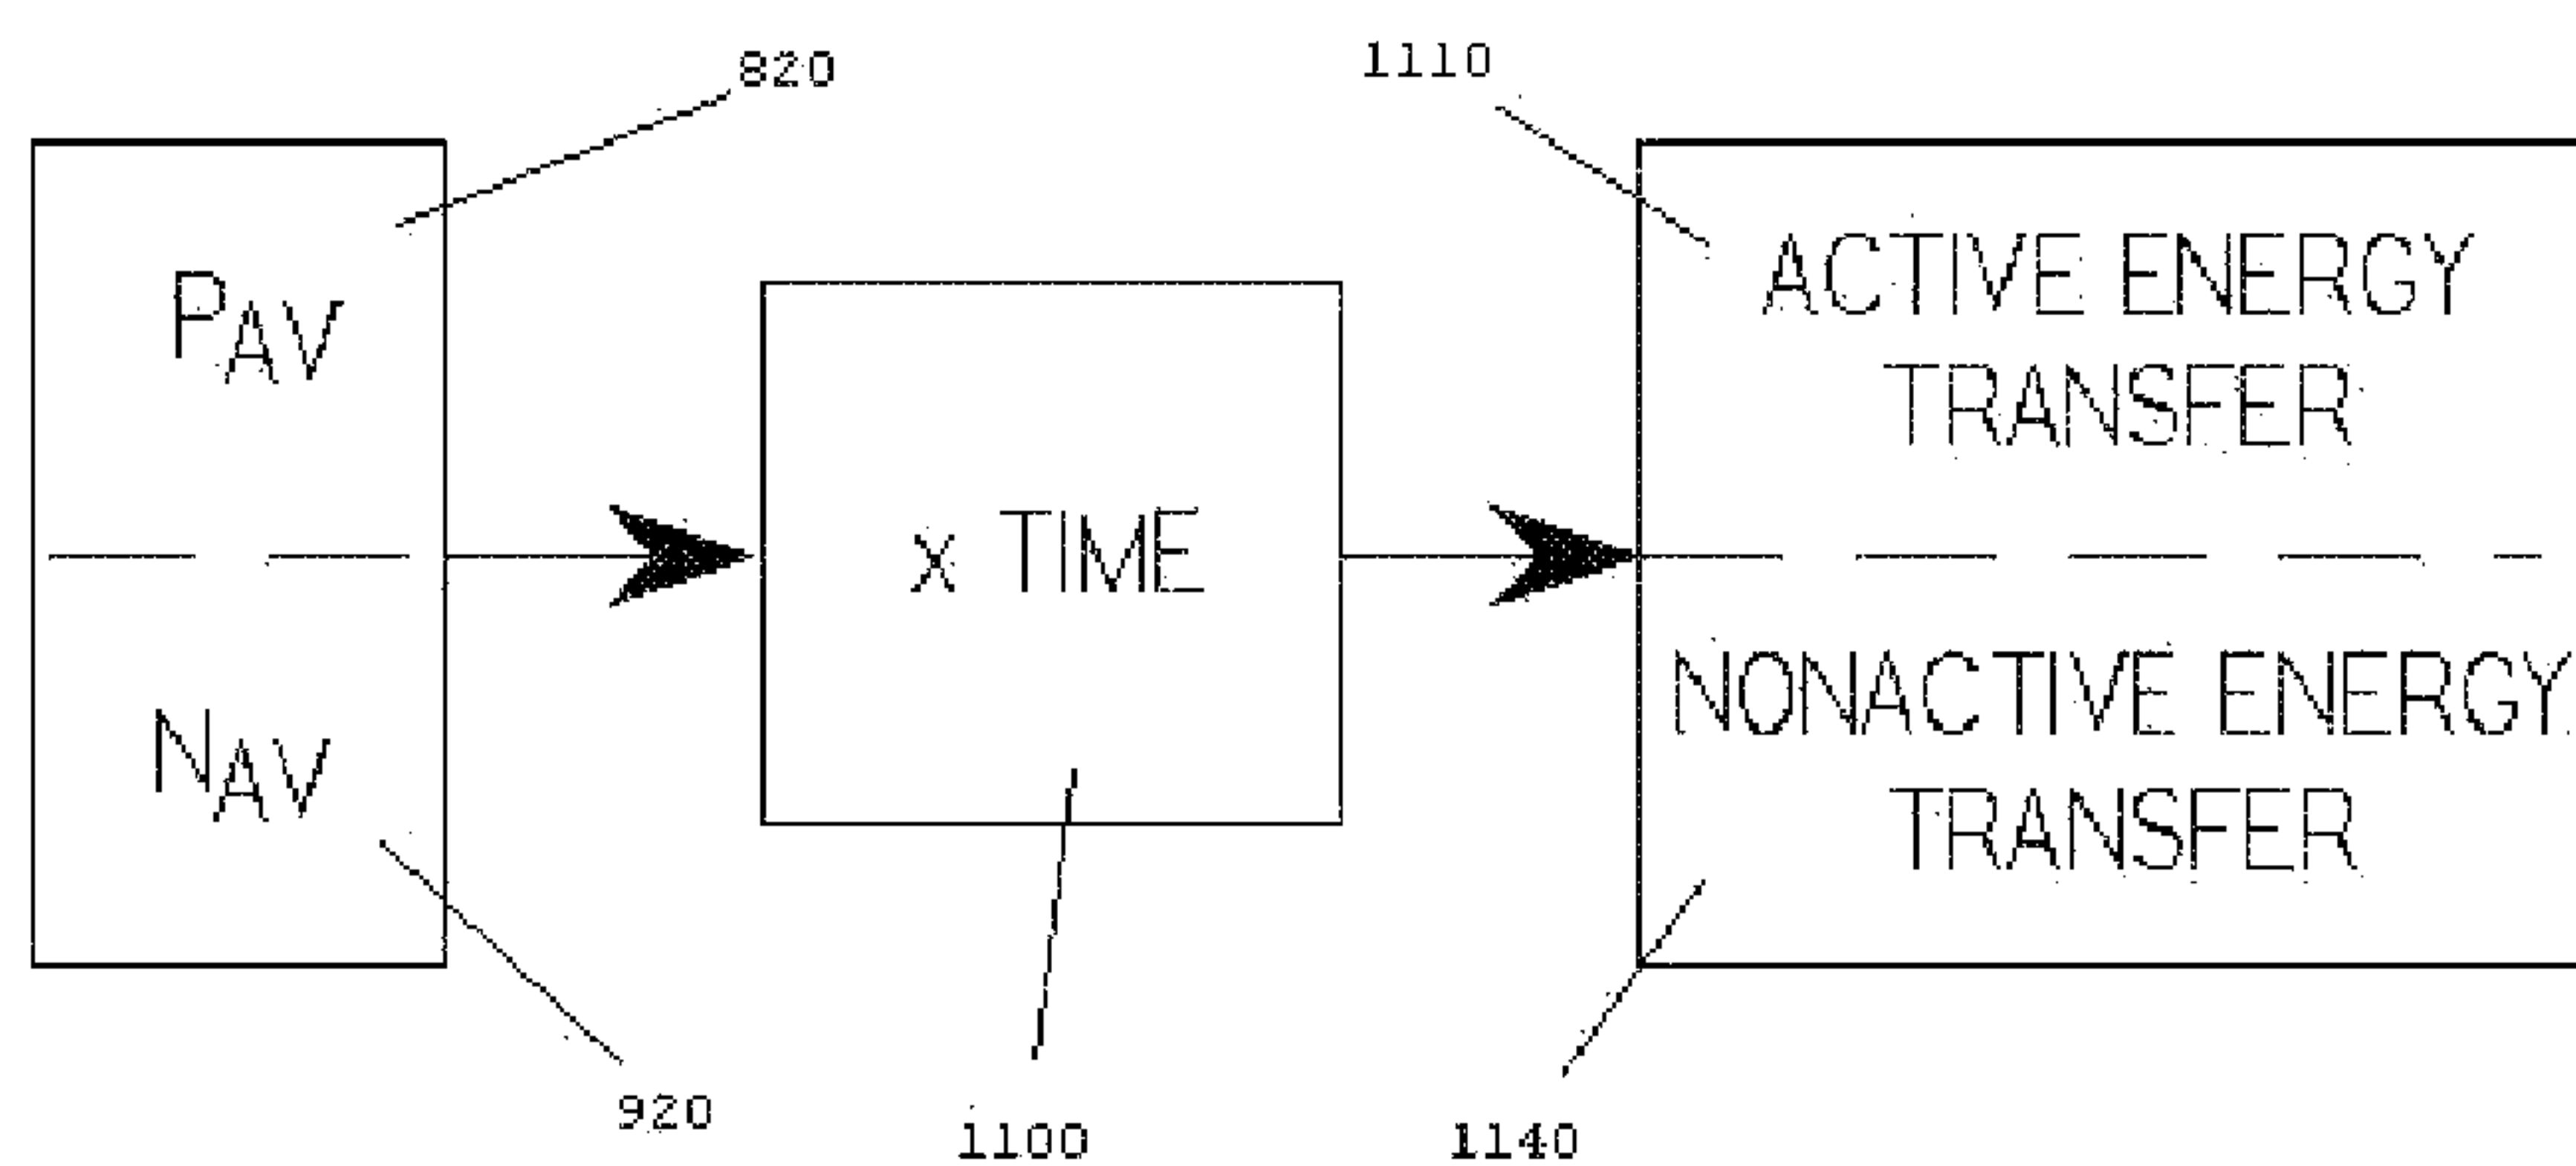 820
1110
PAV
ACTIVE ENERGY
TRANSFER
x TIME
NAV
NONACTIVE ENERGY
TRANSFER
920
1100
1140